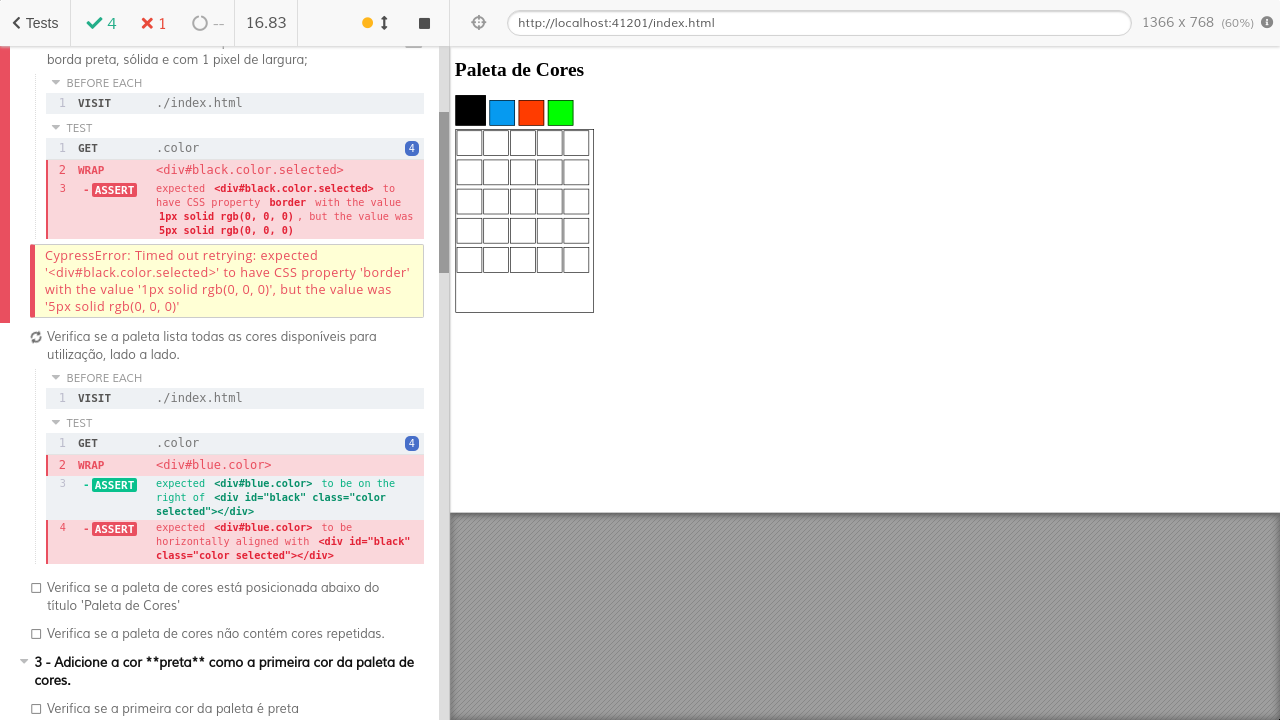 Tests 4 1 -- 16.83 http://localhost:41201/index.html 1366 x 768 (60%)
borda preta, sólida e com 1 pixel de largura;
BEFORE EACH
1 VISIT ./index.html
TEST
1 GET .color 4
2 WRAP <div#black.color.selected>
3 - ASSERT expected <div#black.color.selected> to
have CSS property border with the value
1px solid rgb(0, 0, 0), but the value was
5px solid rgb(0, 0, 0)
CypressError: Timed out retrying: expected
'<div#black.color.selected>' to have CSS property 'border'
with the value '1px solid rgb(0, 0, 0)', but the value was
'5px solid rgb(0, 0, 0)'
Verifica se a paleta lista todas as cores disponíveis para
utilização, lado a lado.
BEFORE EACH
1 VISIT ./index.html
TEST
1 GET .color 4
2 WRAP <div#blue.color>
3 - ASSERT expected <div#blue.color> to be on the
right of <div id="black" class="color
selected"></div>
4 - ASSERT expected <div#blue.color> to be
horizontally aligned with <div id="black"
class="color selected"></div>
Verifica se a paleta de cores está posicionada abaixo do
título 'Paleta de Cores'
Verifica se a paleta de cores não contém cores repetidas.
3 - Adicione a cor **preta** como a primeira cor da paleta de
cores.
Verifica se a primeira cor da paleta é preta
Paleta de Cores